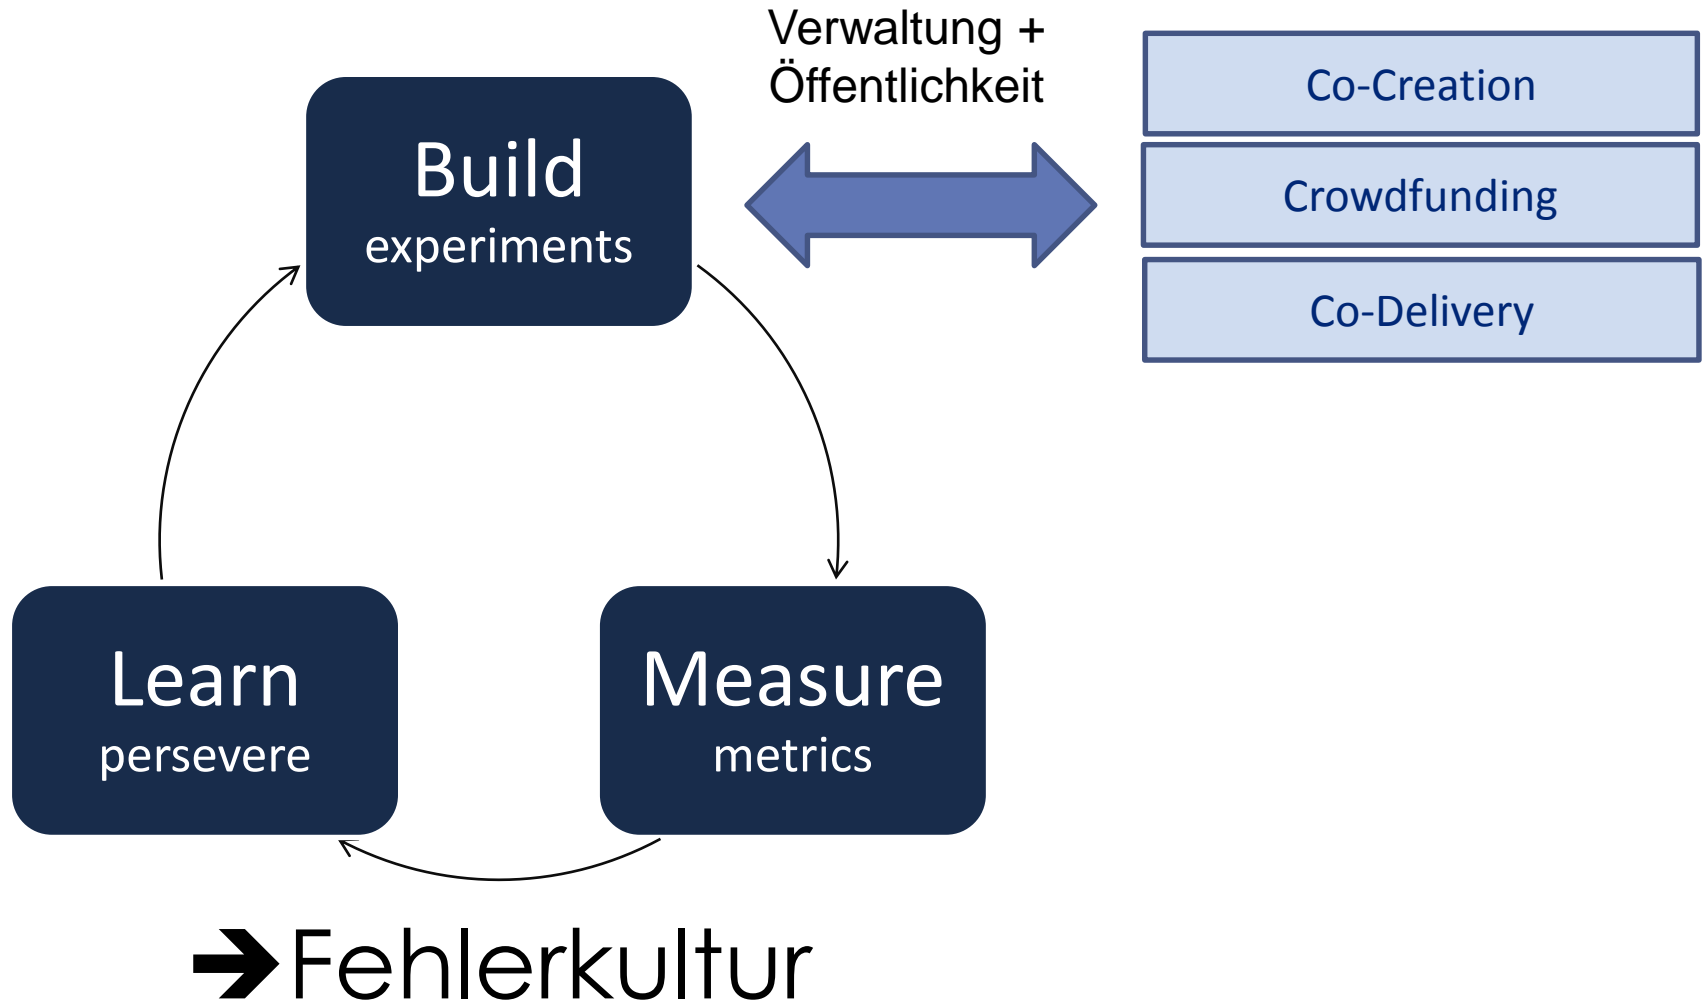 Verwaltung +
Öffentlichkeit
Co-Creation
Crowdfunding
Co-Delivery
Build
experiments
Measure
metrics
Learn
persevere
➔Fehlerkultur